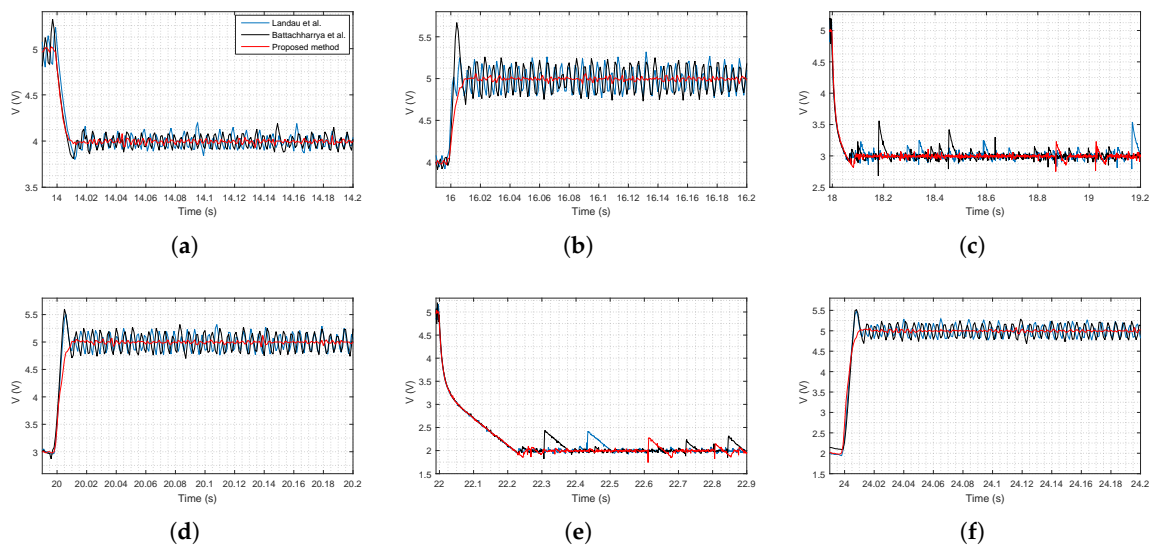 Landau et al.
Battachharrya et al.
Proposed method
V (V)
5
4.5
4
3.5
14 14.02 14.04 14.06 14.08 14.1 14.12 14.14 14.16 14.18 14.2
Time (s)
(a)
V (V)
5.5
5
4.5
4
16 16.02 16.04 16.06 16.08 16.1 16.12 16.14 16.16 16.18 16.2
Time (s)
(b)
V (V)
5
4.5
4
3.5
3
2.5
18 18.2 18.4 18.6 18.8 19 19.2
Time (s)
(c)
V (V)
5.5
5
4.5
4
3.5
3
20 20.02 20.04 20.06 20.08 20.1 20.12 20.14 20.16 20.18 20.2
Time (s)
(d)
V (V)
5
4.5
4
3.5
3
2.5
2
1.5
22 22.1 22.2 22.3 22.4 22.5 22.6 22.7 22.8 22.9
Time (s)
(e)
V (V)
5.5
5
4.5
4
3.5
3
2.5
2
1.5
24 24.02 24.04 24.06 24.08 24.1 24.12 24.14 24.16 24.18 24.2
Time (s)
(f)